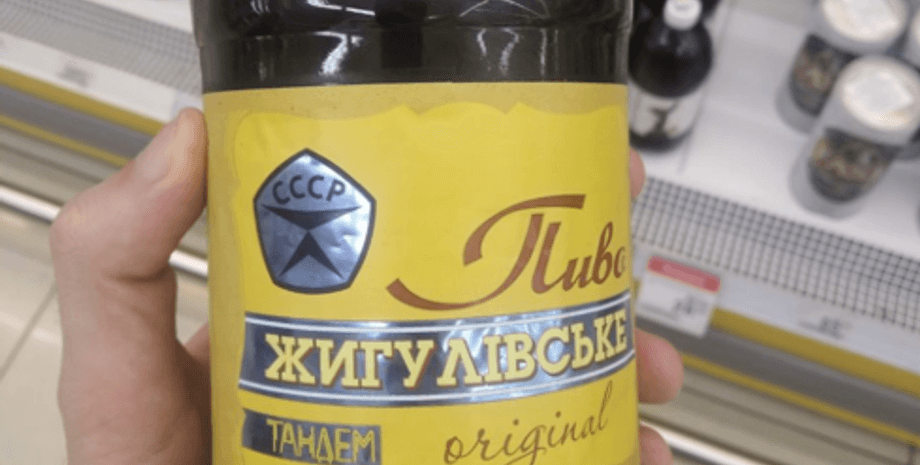 СССР
Пиво
ЖИГУЛІВСЬКЕ
ТАНДЕМ
original